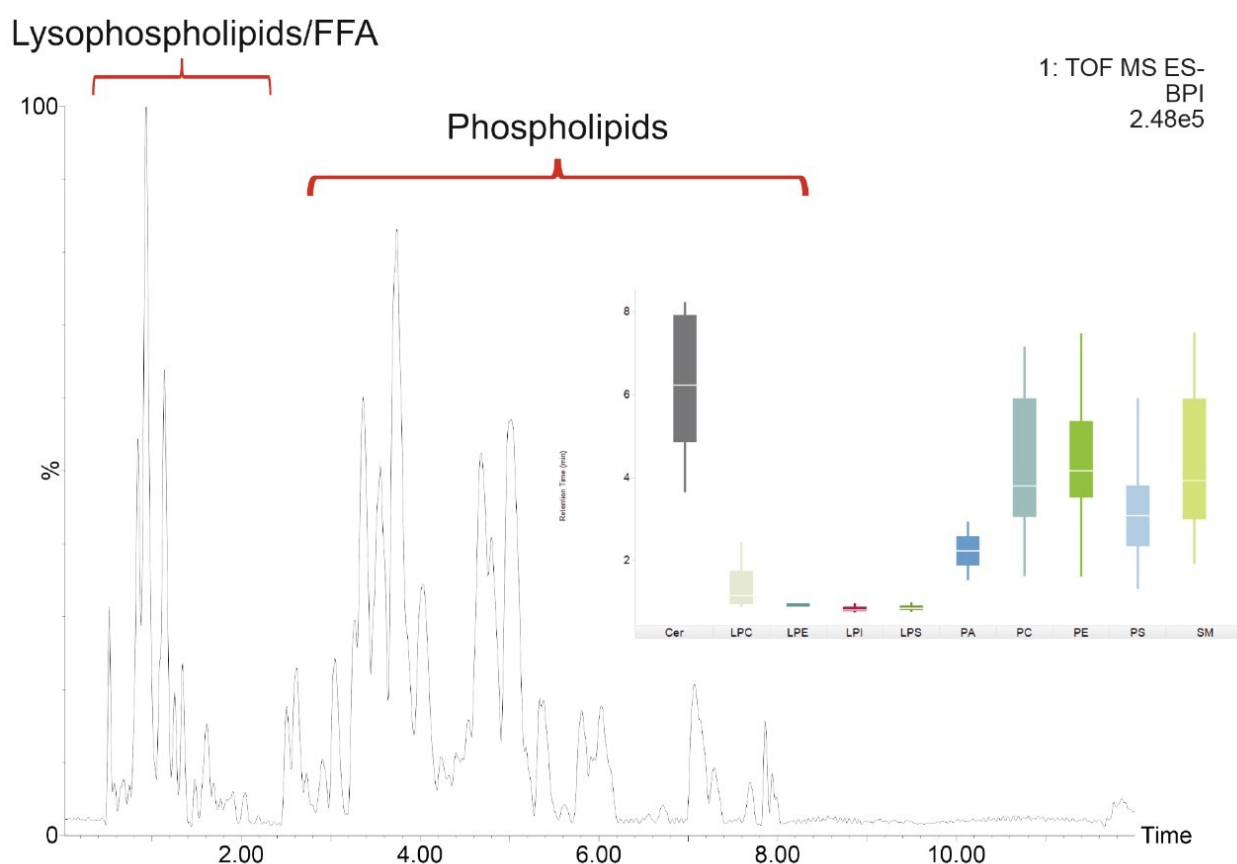 Lysophospholipids/FFA
1: TOF MS ES-
BPI
2.48e5
100
Phospholipids
%
0
2.00
4.00
6.00
8.00
10.00
Time
Retention Time (min)
8
6
4
2
Cer
LPC
LPE
LPI
LPS
PA
PC
PE
PS
SM